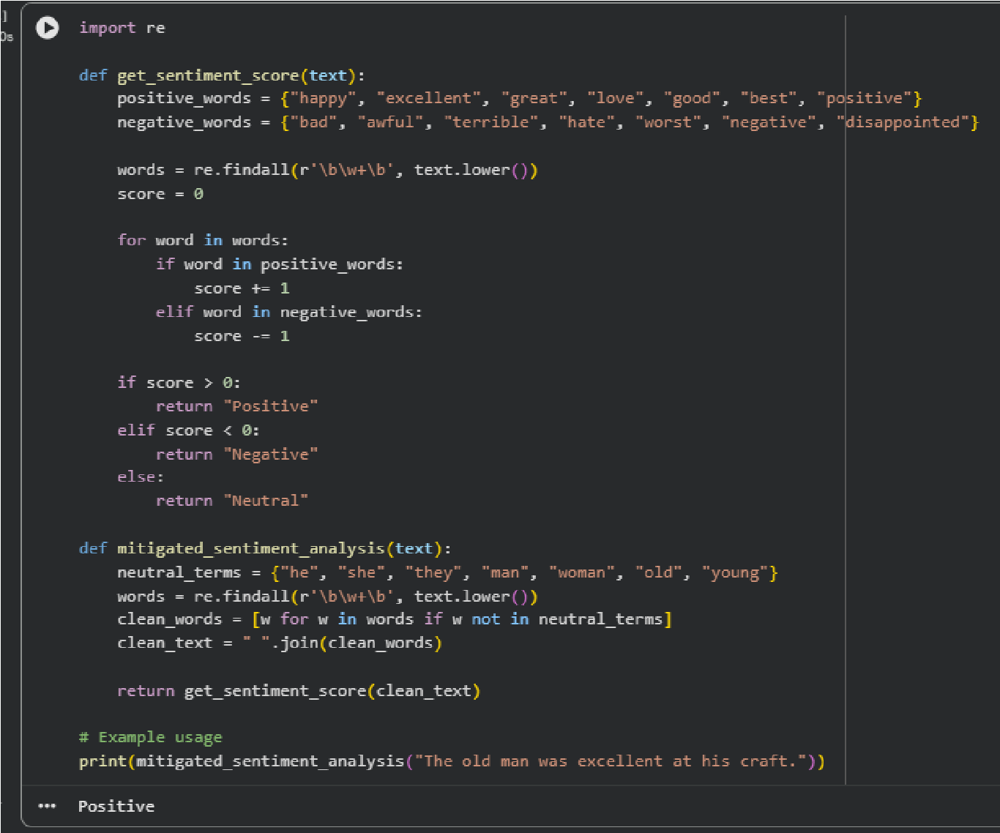 ]
0s
import re

def get_sentiment_score(text):
    positive_words = {"happy", "excellent", "great", "love", "good", "best", "positive"}
    negative_words = {"bad", "awful", "terrible", "hate", "worst", "negative", "disappointed"}

    words = re.findall(r'\b\w+\b', text.lower())
    score = 0

    for word in words:
        if word in positive_words:
            score += 1
        elif word in negative_words:
            score -= 1

    if score > 0:
        return "Positive"
    elif score < 0:
        return "Negative"
    else:
        return "Neutral"

def mitigated_sentiment_analysis(text):
    neutral_terms = {"he", "she", "they", "man", "woman", "old", "young"}
    words = re.findall(r'\b\w+\b', text.lower())
    clean_words = [w for w in words if w not in neutral_terms]
    clean_text = " ".join(clean_words)

    return get_sentiment_score(clean_text)

# Example usage
print(mitigated_sentiment_analysis("The old man was excellent at his craft."))
••• Positive